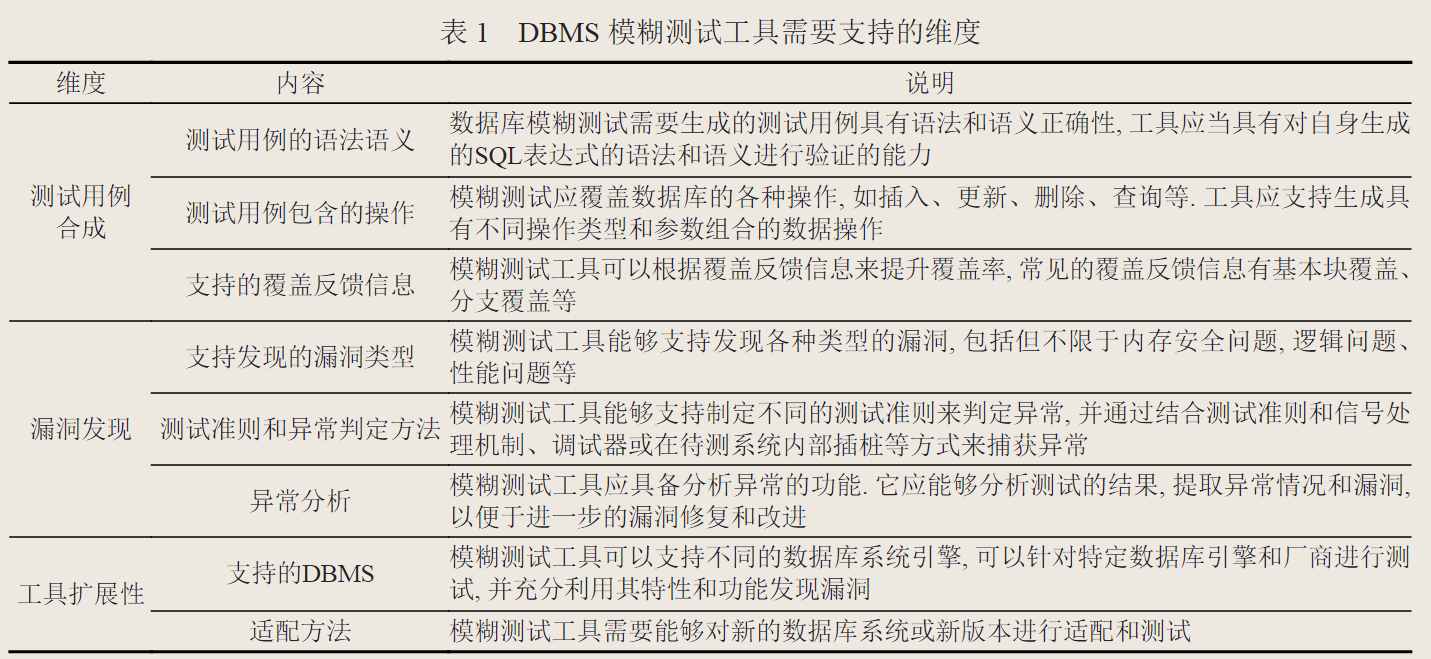 表 1 DBMS 模糊测试工具需要支持的维度
维度 内容 说明
测试用例合成
测试用例的语法语义
数据库模糊测试需要生成的测试用例具有语法和语义正确性, 工具应当具有对自身生成
的SQL表达式的语法和语义进行验证的能力
测试用例包含的操作
模糊测试应覆盖数据库的各种操作, 如插入、更新、删除、查询等. 工具应支持生成具
有不同操作类型和参数组合的数据操作
支持的覆盖反馈信息
模糊测试工具可以根据覆盖反馈信息来提升覆盖率, 常见的覆盖反馈信息有基本块覆盖、
分支覆盖等
漏洞发现
支持发现的漏洞类型
模糊测试工具能够支持发现各种类型的漏洞, 包括但不限于内存安全问题, 逻辑问题、
性能问题等
测试准则和异常判定方法
模糊测试工具能够支持制定不同的测试准则来判定异常, 并通过结合测试准则和信号处
理机制、调试器或在待测系统内部插桩等方式来捕获异常
异常分析
模糊测试工具应具备分析异常的功能. 它应能够分析测试的结果, 提取异常情况和漏洞,
以便于进一步的漏洞修复和改进
工具扩展性
支持的DBMS
模糊测试工具可以支持不同的数据库系统引擎, 可以针对特定数据库引擎和厂商进行测
试, 并充分利用其特性和功能发现漏洞
适配方法
模糊测试工具需要能够对新的数据库系统或新版本进行适配和测试